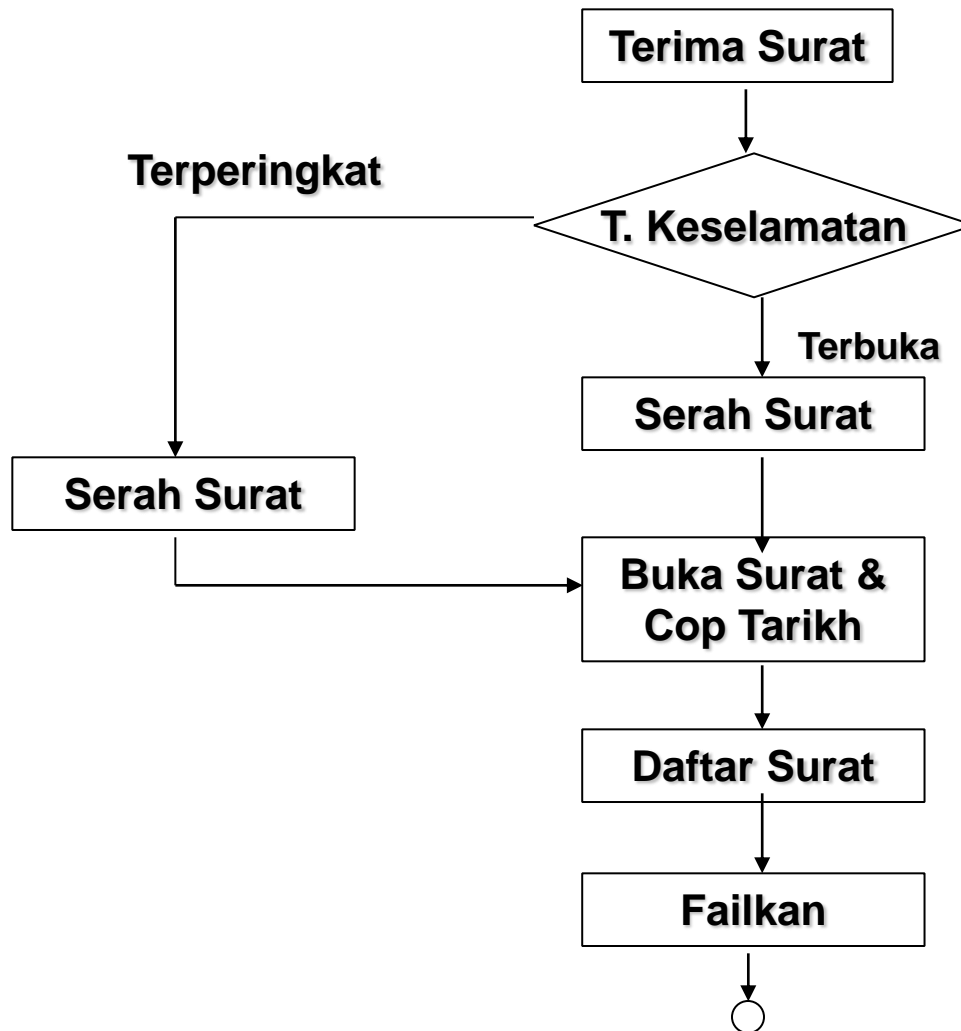 Terima Surat
Terperingkat
T. Keselamatan
Terbuka
Serah Surat
Serah Surat
Buka Surat &
Cop Tarikh
Daftar Surat
Failkan